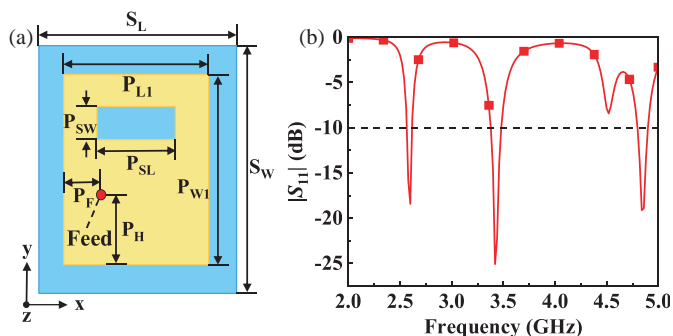 (a)
S_L
P_L1
P_SW
P_SL
S_W
P_W1
P_F
P_H
Feed
y
z
x
(b)
|S11| (dB)
0
-5
-10
-15
-20
-25
2.0 2.5 3.0 3.5 4.0 4.5 5.0
Frequency (GHz)